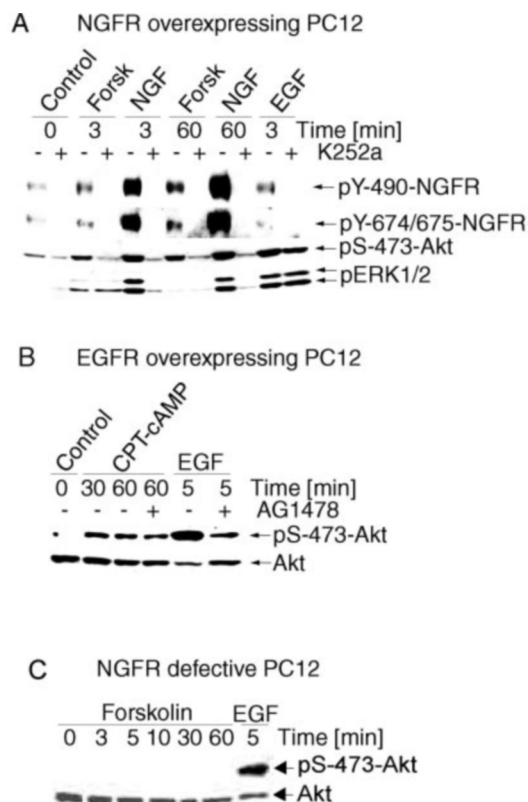 A NGFR overexpressing PC12
Control Forsk NGF Forsk NGF EGF
0 3 3 60 60 3 Time [min]
- + - + - + - + - + - + K252a
pY-490-NGFR
pY-674/675-NGFR
pS-473-Akt
pERK1/2
B EGFR overexpressing PC12
Control CPT-cAMP EGF
0 30 60 60 5 5 Time [min]
- - - + - + AG1478
pS-473-Akt
Akt
C NGFR defective PC12
Forskolin EGF
0 3 5 10 30 60 5 Time [min]
pS-473-Akt
Akt